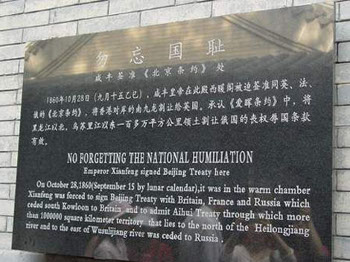 勿忘国耻
咸丰签准《北京条约》处
1860年10月28日（九月十五乙巳），咸丰皇帝在此殿西暖阁被迫签准同英、法、
俄的《北京条约》，将香港对岸的南九龙割让给英国，承认《爱晖条约》中，将
黑龙江以北、乌苏里江以东一百多万平方公里领土割让俄国的丧权辱国条款
有效。
NO FORGETTING THE NATIONAL HUMILIATION
Emperor Xianfeng signed Beijing Treaty here
On October 28,1860(September 15 by lunar calendar),it was in the warm chamber
Xianfeng was forced to sign Beijing Treaty with Britain, France and Russia which
ceded south Kowloon to Britain and to admit Aihui Treaty through which more
than 1000000 square kilometer territory that lies to the north of Heilongjiang
river and to the east of Wusulijiang river was ceded to Russia.